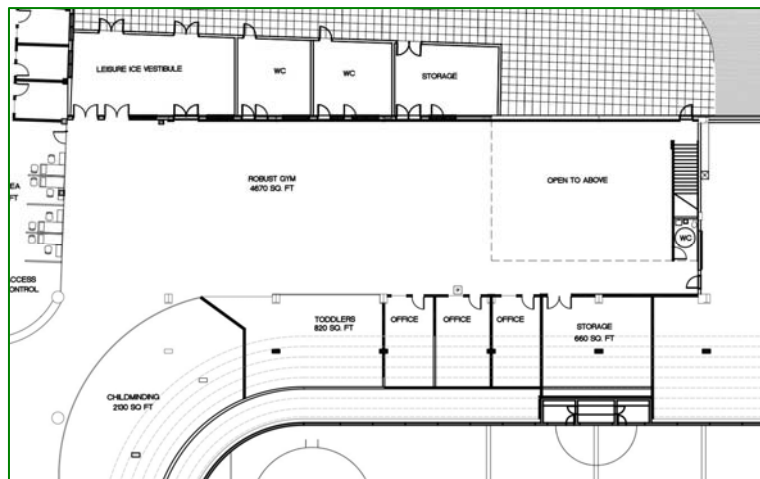 LEISURE ICE VESTIBULE
WC
WC
STORAGE
ROBUST GYM
4670 SQ. FT
OPEN TO ABOVE
EA
FT
WC
CCESS
ONTROL
TODDLERS
820 SQ. FT
OFFICE
OFFICE
OFFICE
STORAGE
660 SQ. FT
CHILDMINDING
2130 SQ FT